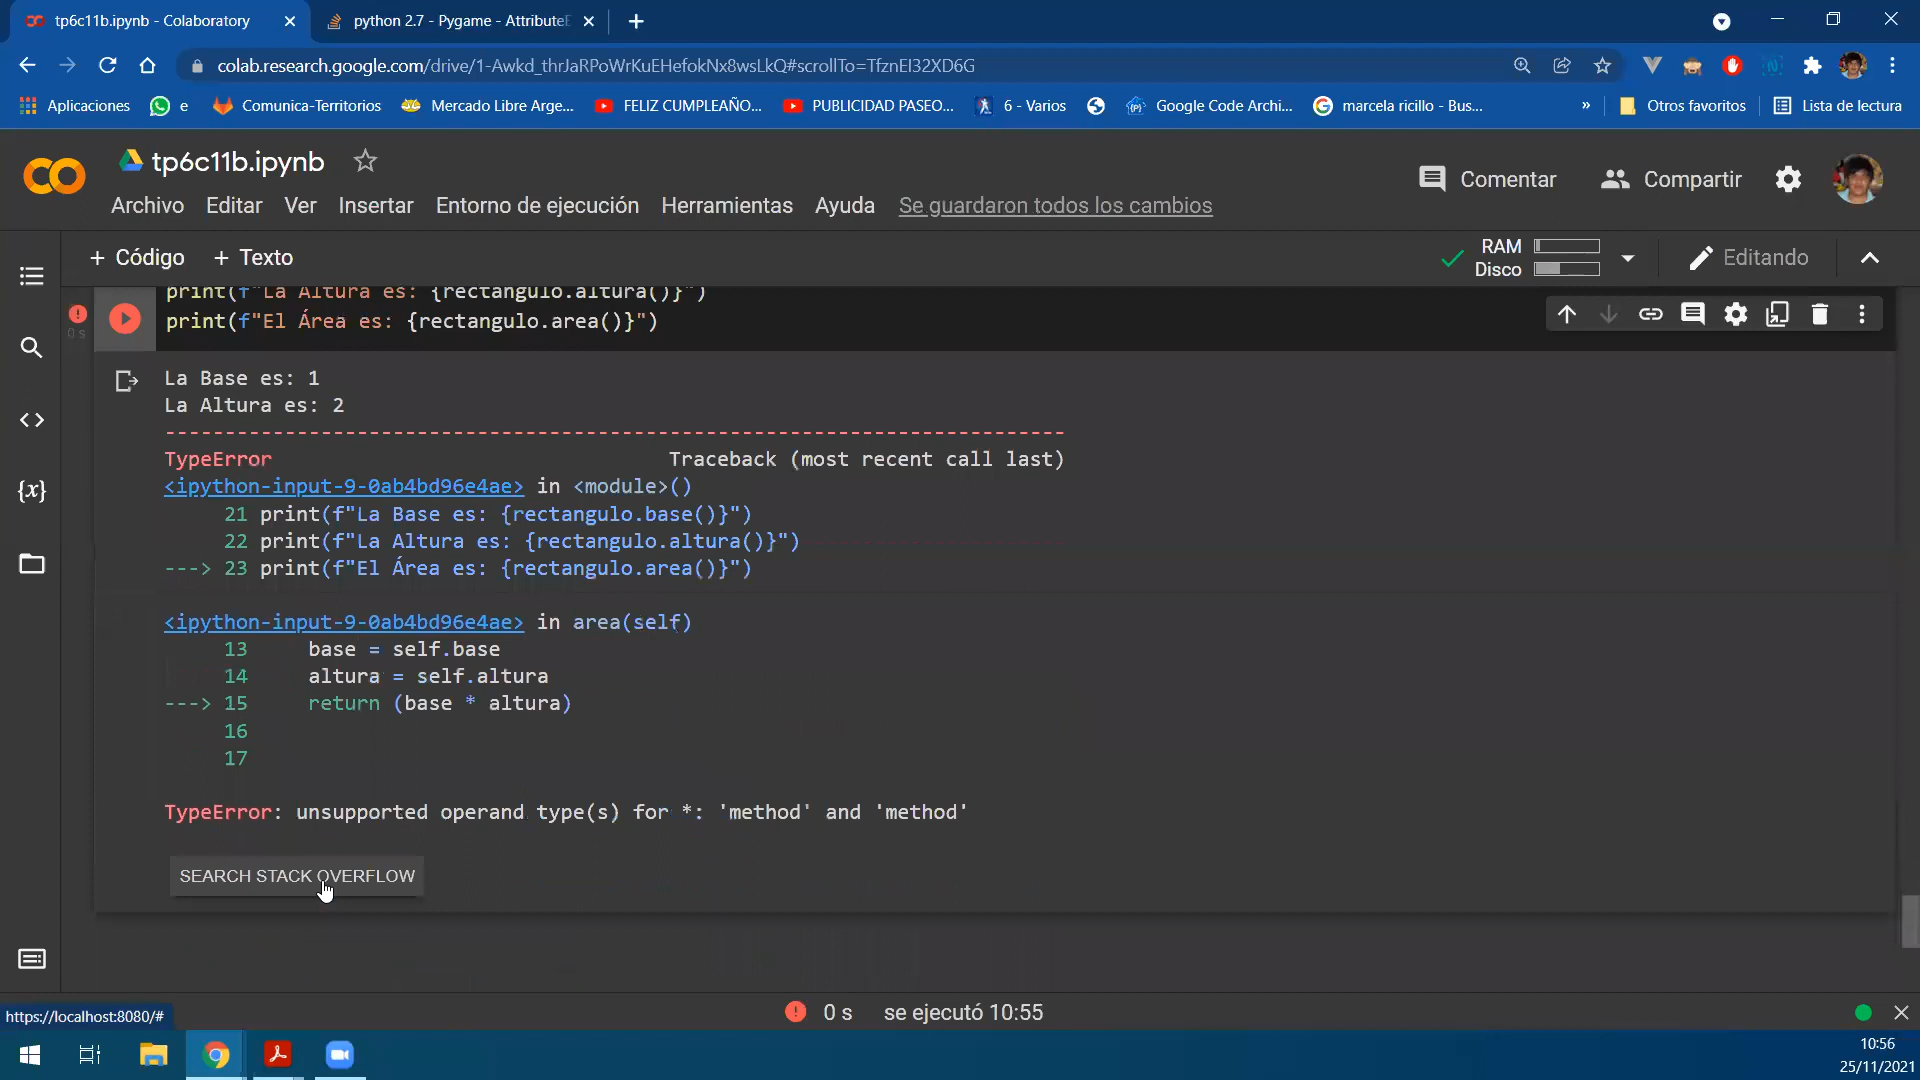 tp6c11b.ipynb - Colaboratory
python 2.7 - Pygame - AttributeE
colab.research.google.com/drive/1-Awkd_thrJaRPoWrKuEHefokNx8wsLkQ#scrollTo=TfznEl32XD6G
Aplicaciones
e
Comunica-Territorios
Mercado Libre Arge...
FELIZ CUMPLEAÑO...
PUBLICIDAD PASEO...
6 - Varios
Google Code Archi...
marcela ricillo - Bus...
»
Otros favoritos
Lista de lectura
tp6c11b.ipynb
Comentar
Compartir
Archivo Editar Ver Insertar Entorno de ejecución Herramientas Ayuda Se guardaron todos los cambios
+ Código + Texto
RAM
Disco
Editando
print(f"La Altura es: {rectangulo.altura()}")
print(f"El Área es: {rectangulo.area()}")
0 s
La Base es: 1
La Altura es: 2
---------------------------------------------------------------------------
TypeError Traceback (most recent call last)
<ipython-input-9-0ab4bd96e4ae> in <module>()
21 print(f"La Base es: {rectangulo.base()}")
22 print(f"La Altura es: {rectangulo.altura()}")
---> 23 print(f"El Área es: {rectangulo.area()}")
<ipython-input-9-0ab4bd96e4ae> in area(self)
13 base = self.base
14 altura = self.altura
---> 15 return (base * altura)
16
17
TypeError: unsupported operand type(s) for *: 'method' and 'method'
SEARCH STACK OVERFLOW
https://localhost:8080/#
0 s se ejecutó 10:55
10:56
25/11/2021